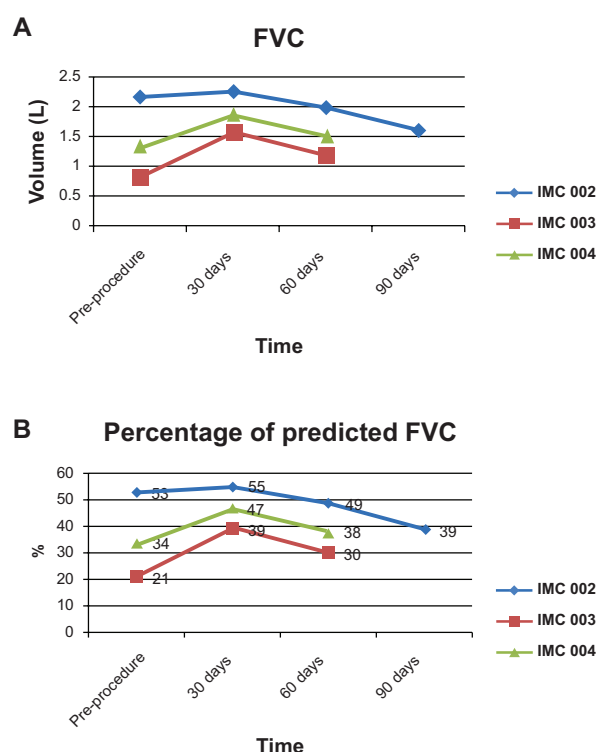 A
FVC
2.5
2
1.5
1
0.5
0
Volume (L)
Pre-procedure
30 days
60 days
90 days
Time
IMC 002
IMC 003
IMC 004
B
Percentage of predicted FVC
60
50
40
30
20
10
0
%
53
55
49
39
34
47
38
21
39
30
Pre-procedure
30 days
60 days
90 days
Time
IMC 002
IMC 003
IMC 004